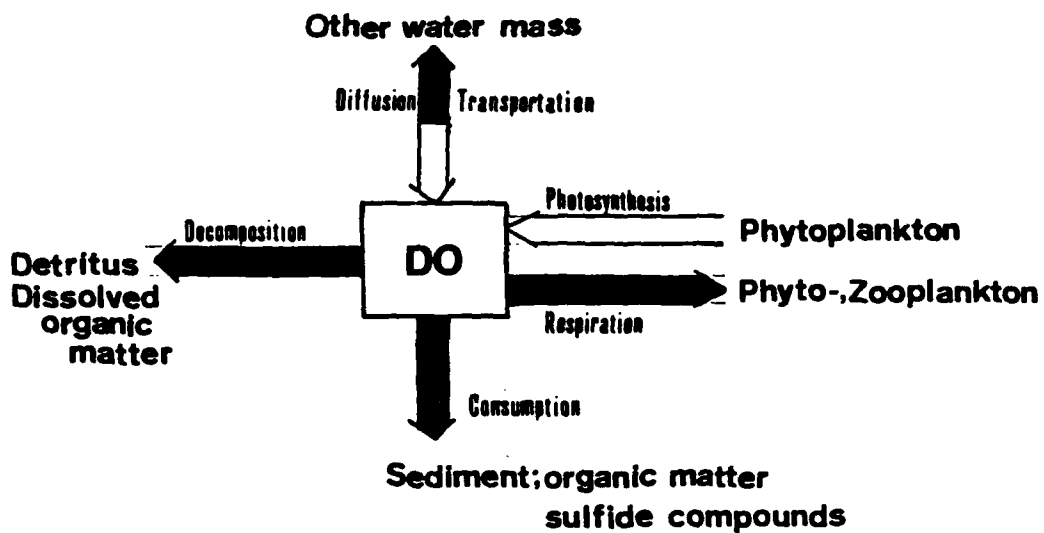 Other water mass
Diffusion Transportation
Photosynthesis
Decomposition
Phytoplankton
DO
Detritus
Dissolved
organic
matter
Phyto-,Zooplankton
Respiration
Consumption
Sediment;organic matter
sulfide compounds